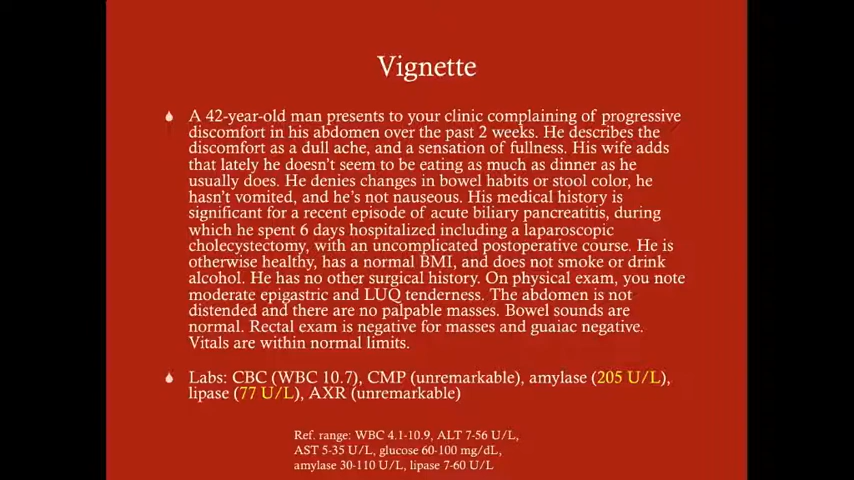 Vignette
A 42-year-old man presents to your clinic complaining of progressive
discomfort in his abdomen over the past 2 weeks. He describes the
discomfort as a dull ache, and a sensation of fullness. His wife adds
that lately he doesn't seem to be eating as much as dinner as he
usually does. He denies changes in bowel habits or stool color, he
hasn't vomited, and he's not nauseous. His medical history is
significant for a recent episode of acute biliary pancreatitis, during
which he spent 6 days hospitalized including a laparoscopic
cholecystectomy, with an uncomplicated postoperative course. He is
otherwise healthy, has a normal BMI, and does not smoke or drink
alcohol. He has no other surgical history. On physical exam, you note
moderate epigastric and LUQ tenderness. The abdomen is not
distended and there are no palpable masses. Bowel sounds are
normal. Rectal exam is negative for masses and guaiac negative.
Vitals are within normal limits.
Labs: CBC (WBC 10.7), CMP (unremarkable), amylase (205 U/L),
lipase (77 U/L), AXR (unremarkable)
Ref. range: WBC 4.1-10.9, ALT 7-56 U/L,
AST 5-35 U/L, glucose 60-100 mg/dL,
amylase 30-110 U/L, lipase 7-60 U/L